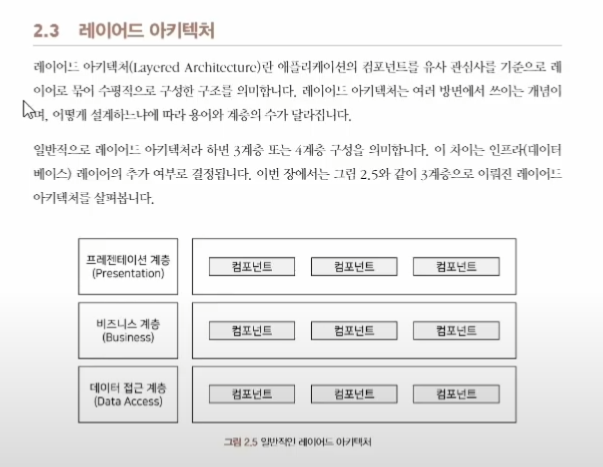 2.3 레이어드 아키텍처
레이어드 아키텍처(Layered Architecture)란 애플리케이션의 컴포넌트를 유사 관심사를 기준으로 레
이어로 묶어 수평적으로 구성한 구조를 의미합니다. 레이어드 아키텍처는 여러 방면에서 쓰이는 개념이
며, 어떻게 설계하느냐에 따라 용어와 계층의 수가 달라집니다.
일반적으로 레이어드 아키텍처라 하면 3계층 또는 4계층 구성을 의미합니다. 이 차이는 인프라(데이터
베이스) 레이어의 추가 여부로 결정됩니다. 이번 장에서는 그림 2.5와 같이 3계층으로 이뤄진 레이어드
아키텍처를 살펴봅니다.
프레젠테이션 계층
(Presentation)
컴포넌트 컴포넌트 컴포넌트
비즈니스 계층
(Business)
컴포넌트 컴포넌트 컴포넌트
데이터 접근 계층
(Data Access)
컴포넌트 컴포넌트 컴포넌트
그림 2.5 일반적인 레이어드 아키텍처